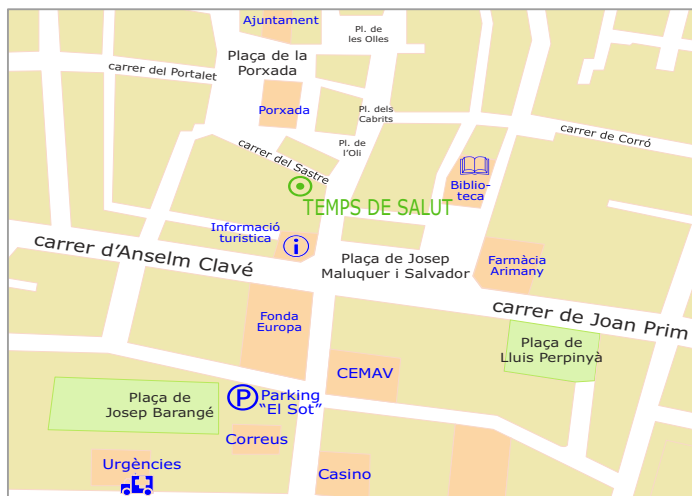 Ajuntament
Pl. de
les Olles
Plaça de la
Porxada
carrer del Portalet
Porxada
Pl. dels
Cabrits
carrer de Corró
Pl. de
l'Oli
carrer del Sastre
Biblio-
teca
TEMPS DE SALUT
Informació
turistica
i
carrer d'Anselm Clavé
Plaça de Josep
Maluquer i Salvador
Farmàcia
Arimany
carrer de Joan Prim
Fonda
Europa
Plaça de
Lluis Perpinyà
CEMAV
Plaça de
Josep Barangé
P
Parking
"El Sot"
Correus
Urgències
Casino